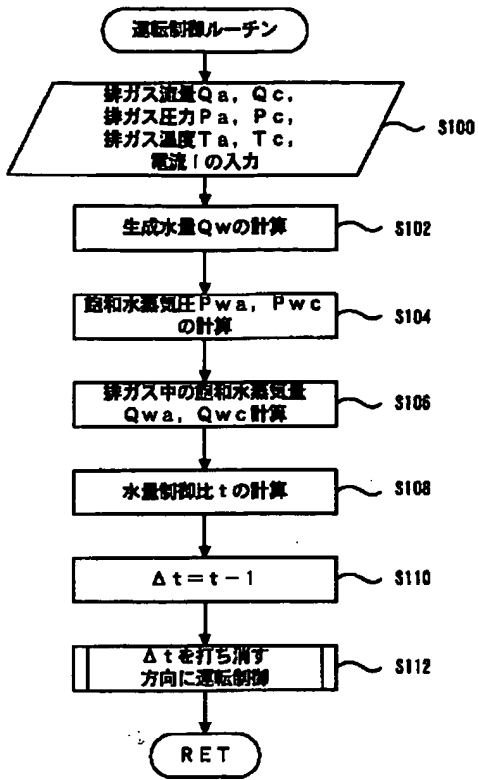 運転制御ルーチン
排ガス流量Qa，Qc，
排ガス圧力Pa，Pc，
排ガス温度Ta，Tc，
電流Iの入力
S100
生成水量Qwの計算
S102
飽和水蒸気圧Pwa，Pwc
の計算
S104
排ガス中の飽和水蒸気量
Qwa，Qwc計算
S106
水量制御比tの計算
S108
Δt＝t－1
S110
Δtを打ち消す
方向に運転制御
S112
RET